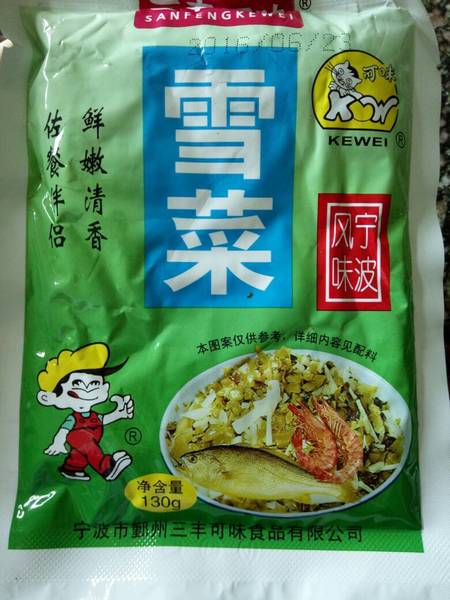 SANFENGKEWEI®
2016/06/23
可味
KW
KEWEI®
雪菜
鲜嫩清香
佐餐伴侣
宁波
风味
本图案仅供参考，详细内容见配料
®
净含量
130g
宁波市鄞州三丰可味食品有限公司